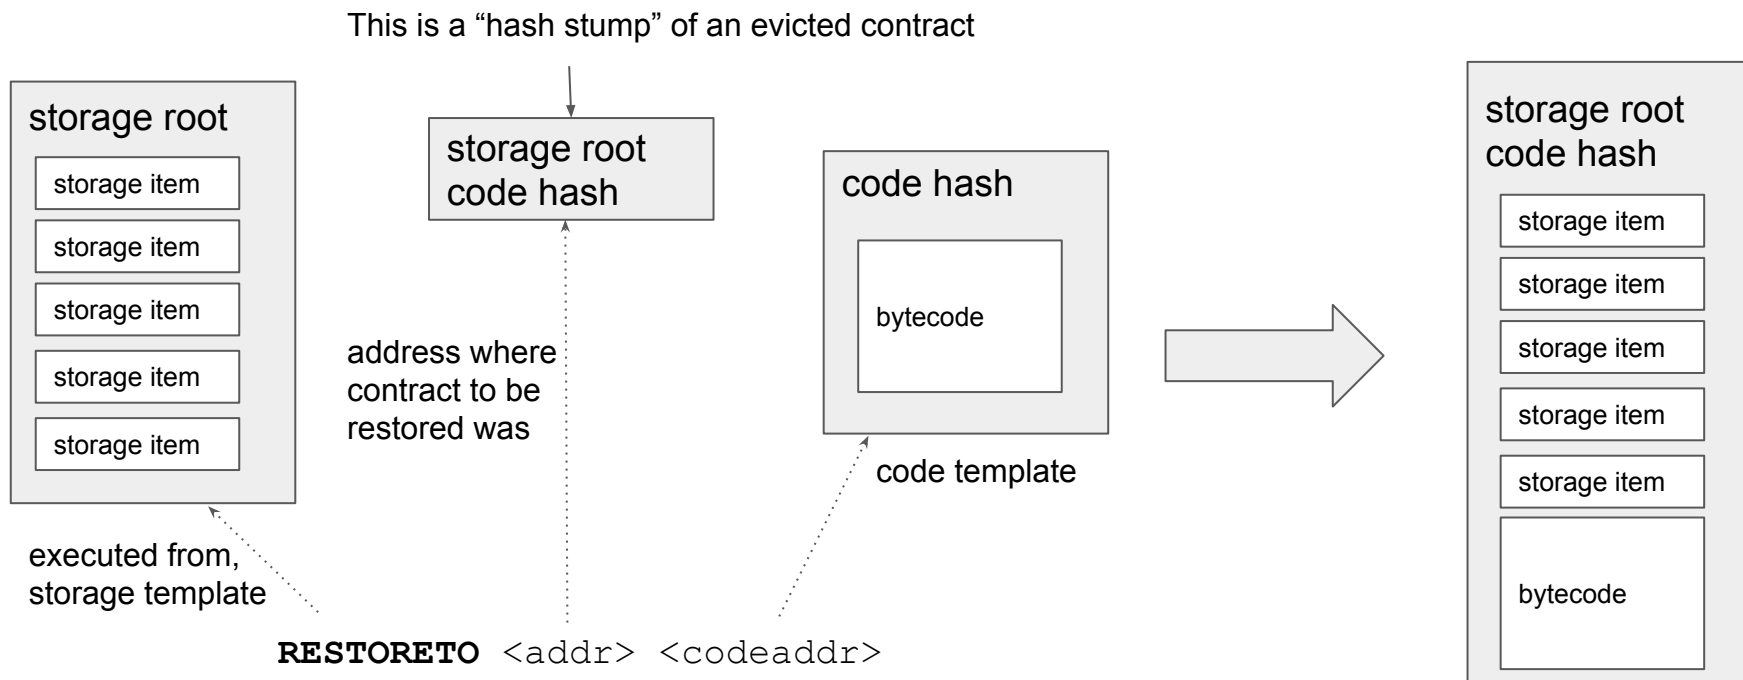 This is a “hash stump” of an evicted contract
storage root
storage item
storage item
storage item
storage item
storage item
executed from,
storage template
storage root
code hash
address where
contract to be
restored was
code hash
bytecode
code template
RESTORETO <addr> <codeaddr>
storage root
code hash
storage item
storage item
storage item
storage item
storage item
bytecode